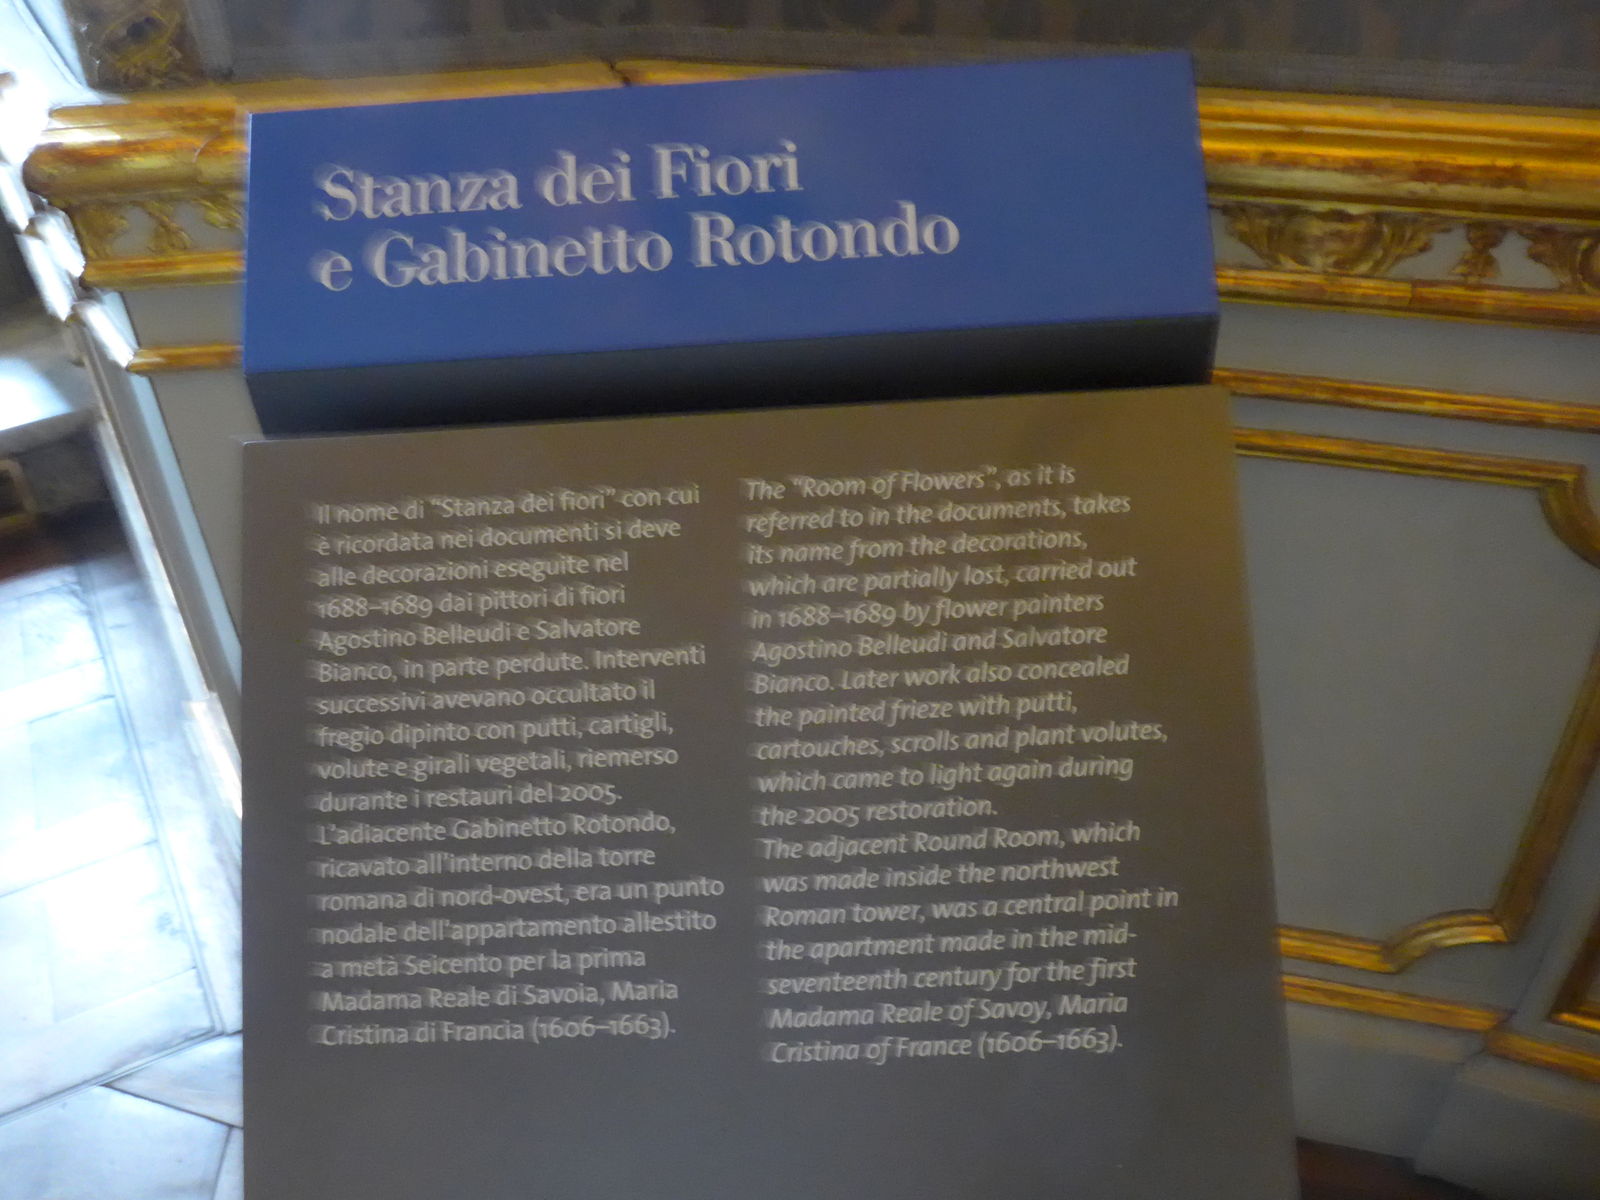 Stanza dei Fiori
e Gabinetto Rotondo
Il nome di “Stanza dei fiori” con cui
è ricordata nei documenti si deve
alle decorazioni eseguite nel
1688–1689 dai pittori di fiori
Agostino Belleudi e Salvatore
Bianco, in parte perdute. Interventi
successivi avevano occultato il
fregio dipinto con putti, cartigli,
volute e girali vegetali, riemerso
durante i restauri del 2005.
L’adiacente Gabinetto Rotondo,
ricavato all’interno della torre
romana di nord-ovest, era un punto
nodale dell’appartamento allestito
a metà Seicento per la prima
Madama Reale di Savoia, Maria
Cristina di Francia (1606–1663).
The “Room of Flowers”, as it is
referred to in the documents, takes
its name from the decorations,
which are partially lost, carried out
in 1688–1689 by flower painters
Agostino Belleudi and Salvatore
Bianco. Later work also concealed
the painted frieze with putti,
cartouches, scrolls and plant volutes,
which came to light again during
the 2005 restoration.
The adjacent Round Room, which
was made inside the northwest
Roman tower, was a central point in
the apartment made in the mid-
seventeenth century for the first
Madama Reale of Savoy, Maria
Cristina of France (1606–1663).